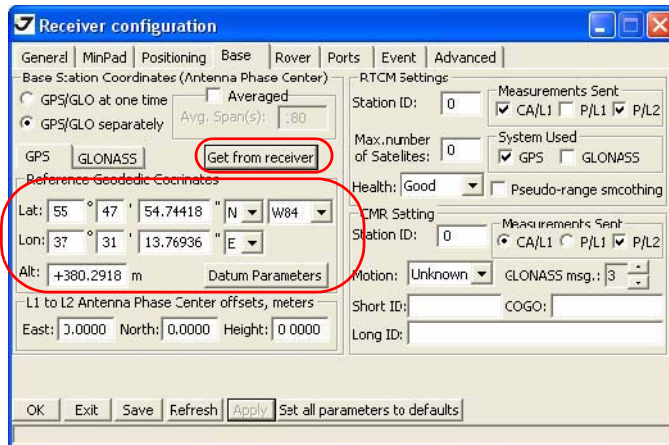 Receiver configuration
General MinPad Positioning Base Rover Ports Event Advanced
Base Station Coordinates (Antenna Phase Center)
GPS/GLO at one time
Averaged
GPS/GLO separately
Avg. Span(s): 180
GPS GLONASS
Get from receiver
Reference Geodedic Cocrinates
Lat: 55 ° 47 ' 54.74418 " N W84
Lon: 37 ° 31 ' 13.76936 " E
Alt: +380.2918 m
Datum Parameters
L1 to L2 Antenna Phase Center offsets, meters
East: 0.0000 North: 0.0000 Height: 0 0000
RTCM Settings
Station ID: 0
Measurements Sent
CA/L1 P/L1 P/L2
Max.number
of Satelites: 0
System Used
GPS GLONASS
Health: Good
Pseudo-range smcothing
CMR Setting
Station ID: 0
Measurements Sent
CA/L1 P/L1 P/L2
Motion: Unknown
GLONASS msg.: 3
Short ID:
COGO:
Long ID:
OK Exit Save Refresh Apply Set all parameters to defaults